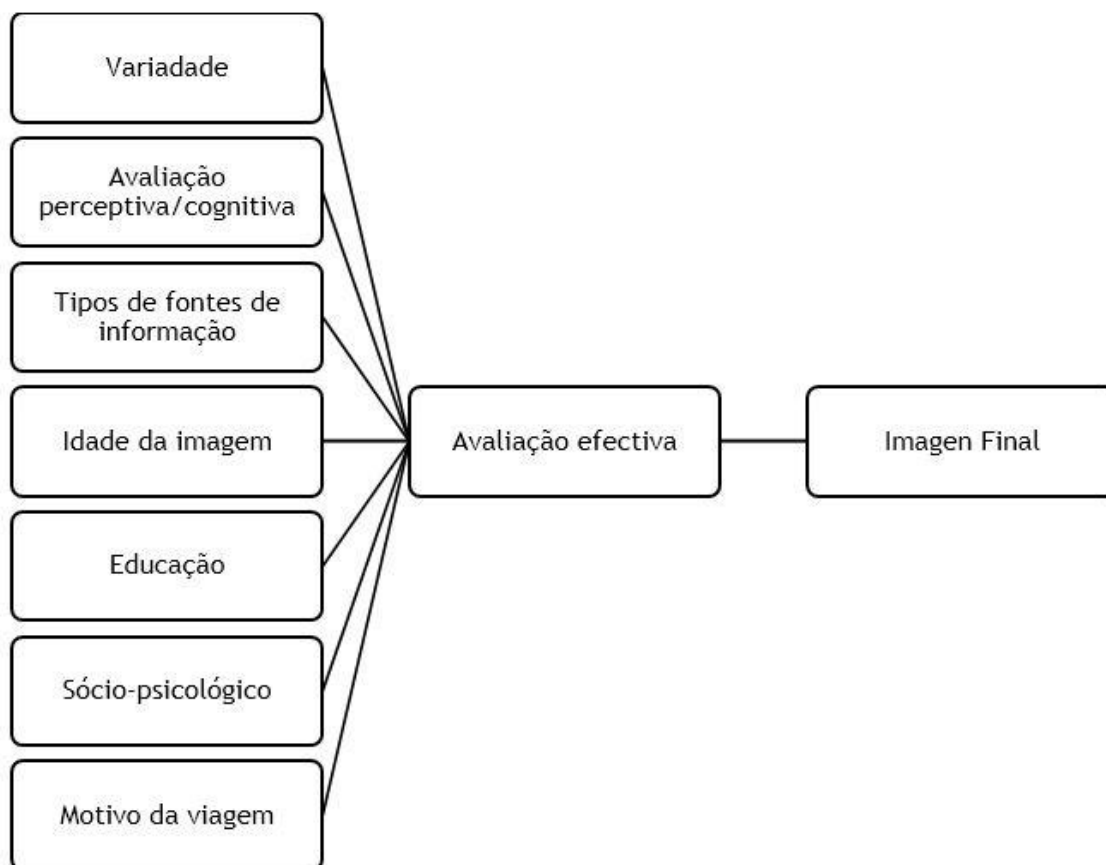 Variadade
Avaliação
perceptiva/cognitiva
Tipos de fontes de
informação
Idade da imagem
Avaliação efectiva
Imagen Final
Educação
Sócio-psicológico
Motivo da viagem